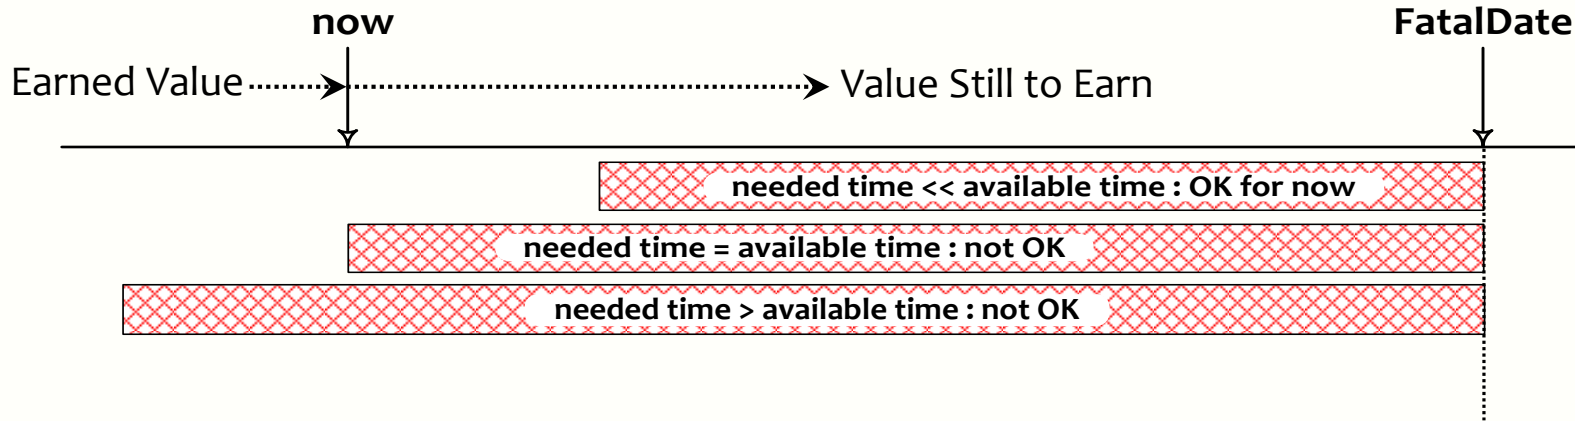 now
FatalDate
Earned Value
Value Still to Earn
needed time << available time : OK for now
needed time = available time : not OK
needed time > available time : not OK